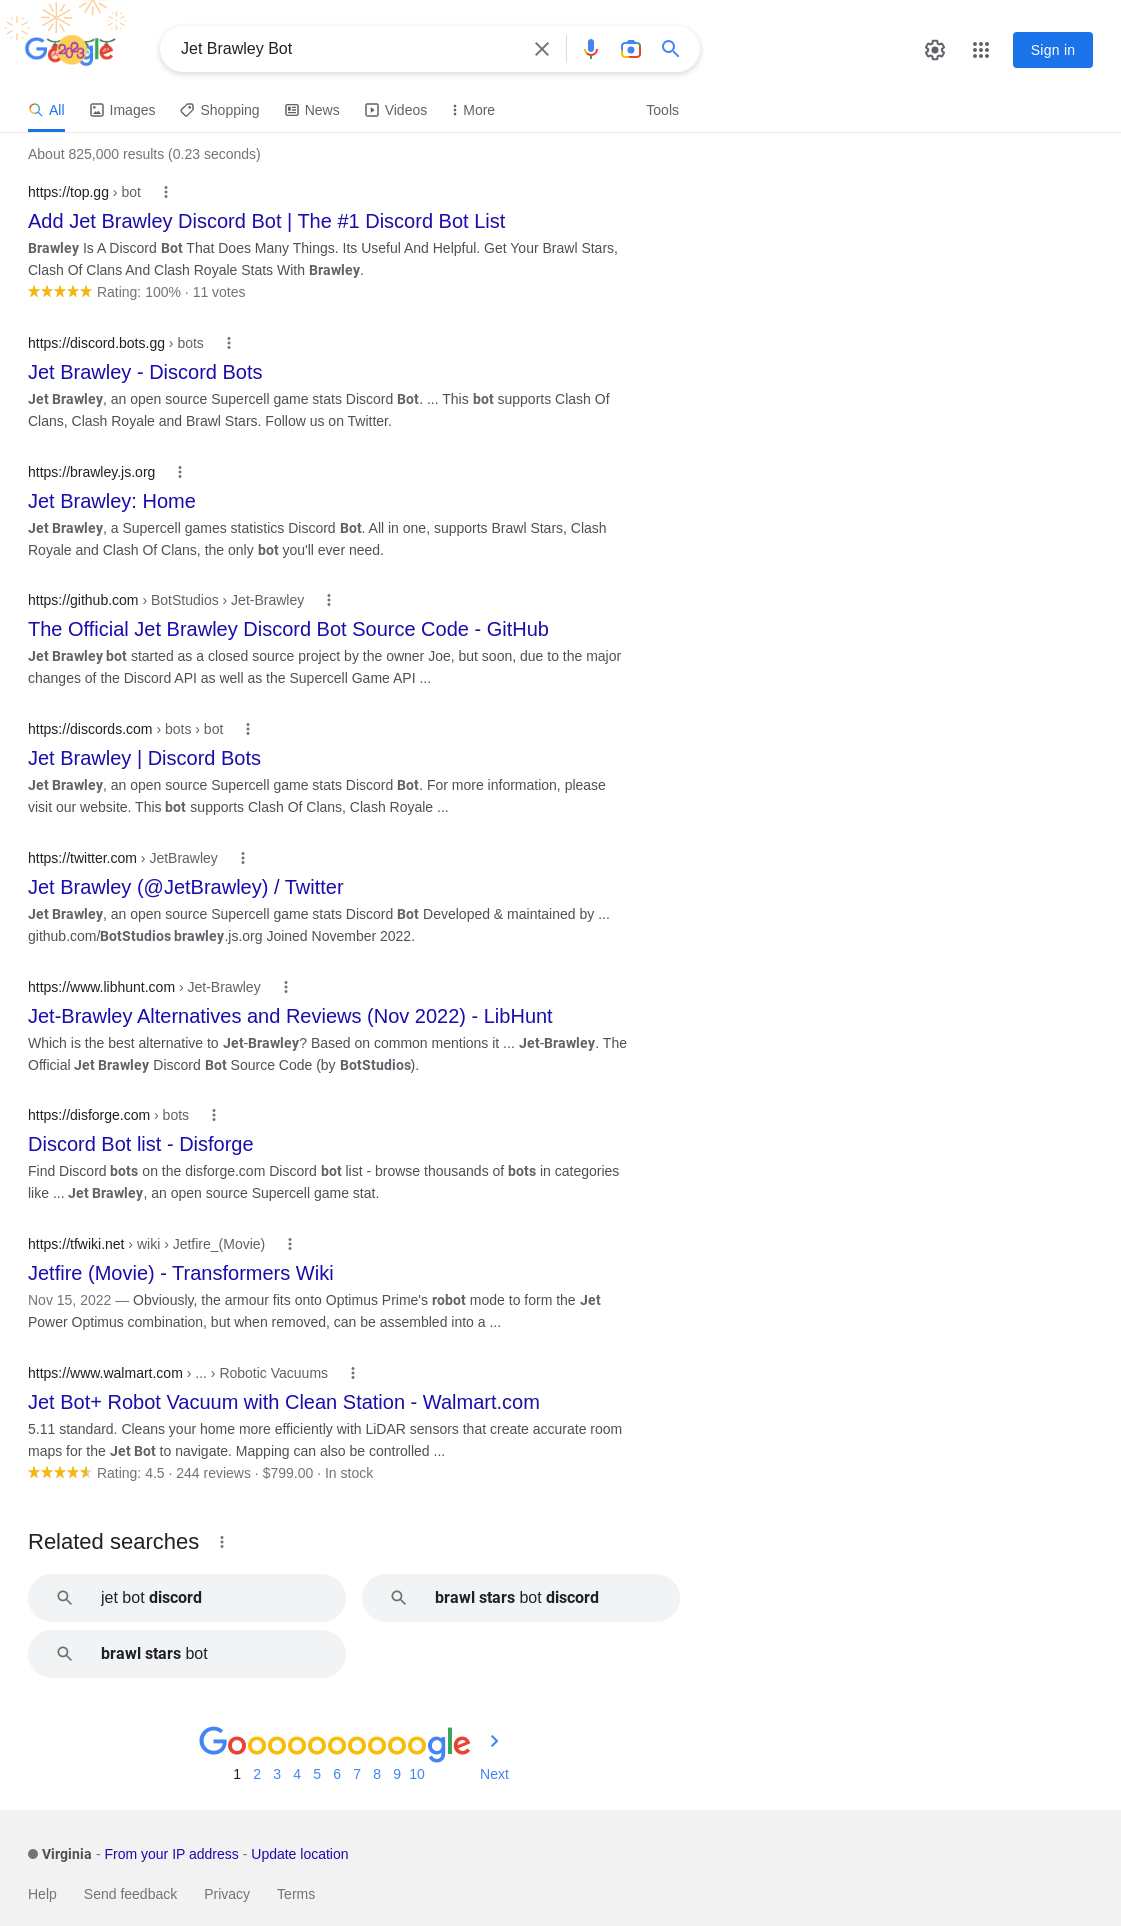 Google
2023
Jet Brawley Bot
Sign in
All Images Shopping News Videos More Tools
About 825,000 results (0.23 seconds)
https://top.gg › bot
Add Jet Brawley Discord Bot | The #1 Discord Bot List
Brawley Is A Discord Bot That Does Many Things. Its Useful And Helpful. Get Your Brawl Stars,
Clash Of Clans And Clash Royale Stats With Brawley.
Rating: 100% · 11 votes
https://discord.bots.gg › bots
Jet Brawley - Discord Bots
Jet Brawley, an open source Supercell game stats Discord Bot. ... This bot supports Clash Of
Clans, Clash Royale and Brawl Stars. Follow us on Twitter.
https://brawley.js.org
Jet Brawley: Home
Jet Brawley, a Supercell games statistics Discord Bot. All in one, supports Brawl Stars, Clash
Royale and Clash Of Clans, the only bot you'll ever need.
https://github.com › BotStudios › Jet-Brawley
The Official Jet Brawley Discord Bot Source Code - GitHub
Jet Brawley bot started as a closed source project by the owner Joe, but soon, due to the major
changes of the Discord API as well as the Supercell Game API ...
https://discords.com › bots › bot
Jet Brawley | Discord Bots
Jet Brawley, an open source Supercell game stats Discord Bot. For more information, please
visit our website. This bot supports Clash Of Clans, Clash Royale ...
https://twitter.com › JetBrawley
Jet Brawley (@JetBrawley) / Twitter
Jet Brawley, an open source Supercell game stats Discord Bot Developed & maintained by ...
github.com/BotStudios brawley.js.org Joined November 2022.
https://www.libhunt.com › Jet-Brawley
Jet-Brawley Alternatives and Reviews (Nov 2022) - LibHunt
Which is the best alternative to Jet-Brawley? Based on common mentions it ... Jet-Brawley. The
Official Jet Brawley Discord Bot Source Code (by BotStudios).
https://disforge.com › bots
Discord Bot list - Disforge
Find Discord bots on the disforge.com Discord bot list - browse thousands of bots in categories
like ... Jet Brawley, an open source Supercell game stat.
https://tfwiki.net › wiki › Jetfire_(Movie)
Jetfire (Movie) - Transformers Wiki
Nov 15, 2022 — Obviously, the armour fits onto Optimus Prime's robot mode to form the Jet
Power Optimus combination, but when removed, can be assembled into a ...
https://www.walmart.com › ... › Robotic Vacuums
Jet Bot+ Robot Vacuum with Clean Station - Walmart.com
5.11 standard. Cleans your home more efficiently with LiDAR sensors that create accurate room
maps for the Jet Bot to navigate. Mapping can also be controlled ...
Rating: 4.5 · 244 reviews · $799.00 · In stock
Related searches
jet bot discord
brawl stars bot discord
brawl stars bot
Goooooooooogle
1 2 3 4 5 6 7 8 9 10 Next
Virginia - From your IP address - Update location
Help Send feedback Privacy Terms